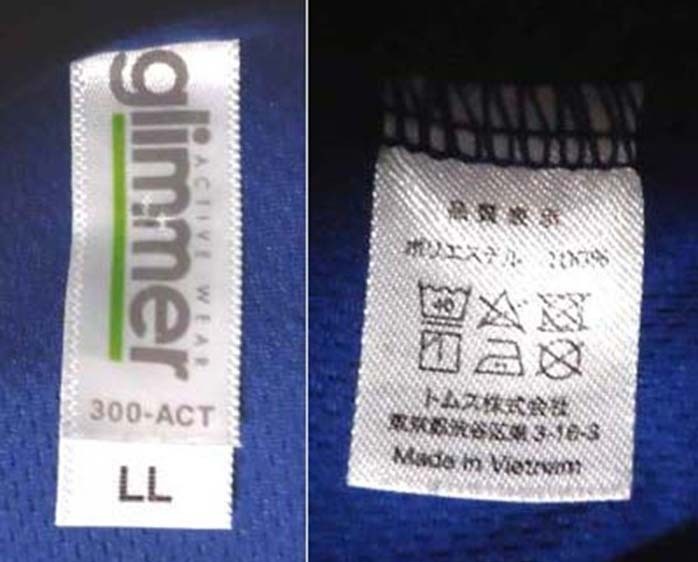 glimmer
ACTIVE WEAR
300-ACT
LL
品質表示
ポリエステル 100%
40
トムス株式会社
東京都渋谷区東3-16-3
Made in Vietnam